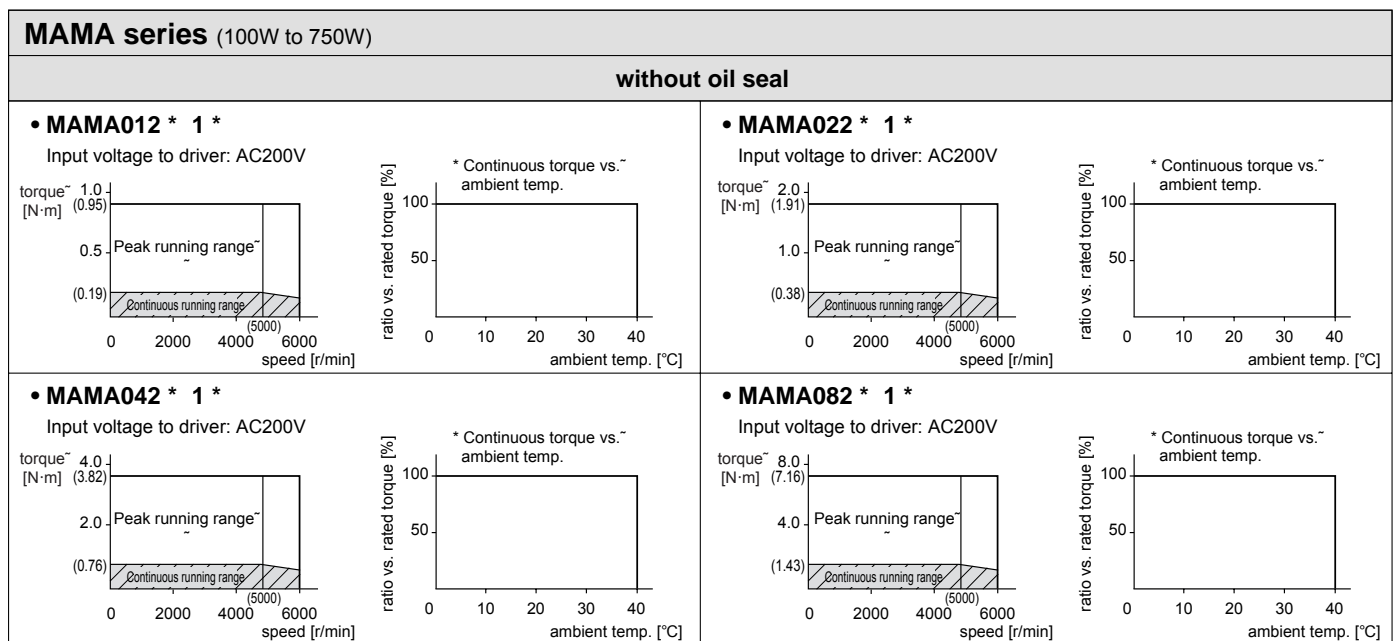 MAMA series (100W to 750W)
without oil seal
• MAMA012 * 1 *
Input voltage to driver: AC200V
torque˜
[N·m]
1.0
(0.95)
0.5
(0.19)
Peak running range˜
˜
Continuous running range
(5000)
0 2000 4000 6000
speed [r/min]
ratio vs. rated torque [%]
* Continuous torque vs.˜
ambient temp.
100
50
0 10 20 30 40
ambient temp. [°C]
• MAMA022 * 1 *
Input voltage to driver: AC200V
torque˜
[N·m]
2.0
(1.91)
1.0
(0.38)
Peak running range˜
˜
Continuous running range
(5000)
0 2000 4000 6000
speed [r/min]
ratio vs. rated torque [%]
* Continuous torque vs.˜
ambient temp.
100
50
0 10 20 30 40
ambient temp. [°C]
• MAMA042 * 1 *
Input voltage to driver: AC200V
torque˜
[N·m]
4.0
(3.82)
2.0
(0.76)
Peak running range˜
˜
Continuous running range
(5000)
0 2000 4000 6000
speed [r/min]
ratio vs. rated torque [%]
* Continuous torque vs.˜
ambient temp.
100
50
0 10 20 30 40
ambient temp. [°C]
• MAMA082 * 1 *
Input voltage to driver: AC200V
torque˜
[N·m]
8.0
(7.16)
4.0
(1.43)
Peak running range˜
˜
Continuous running range
(5000)
0 2000 4000 6000
speed [r/min]
ratio vs. rated torque [%]
* Continuous torque vs.˜
ambient temp.
100
50
0 10 20 30 40
ambient temp. [°C]